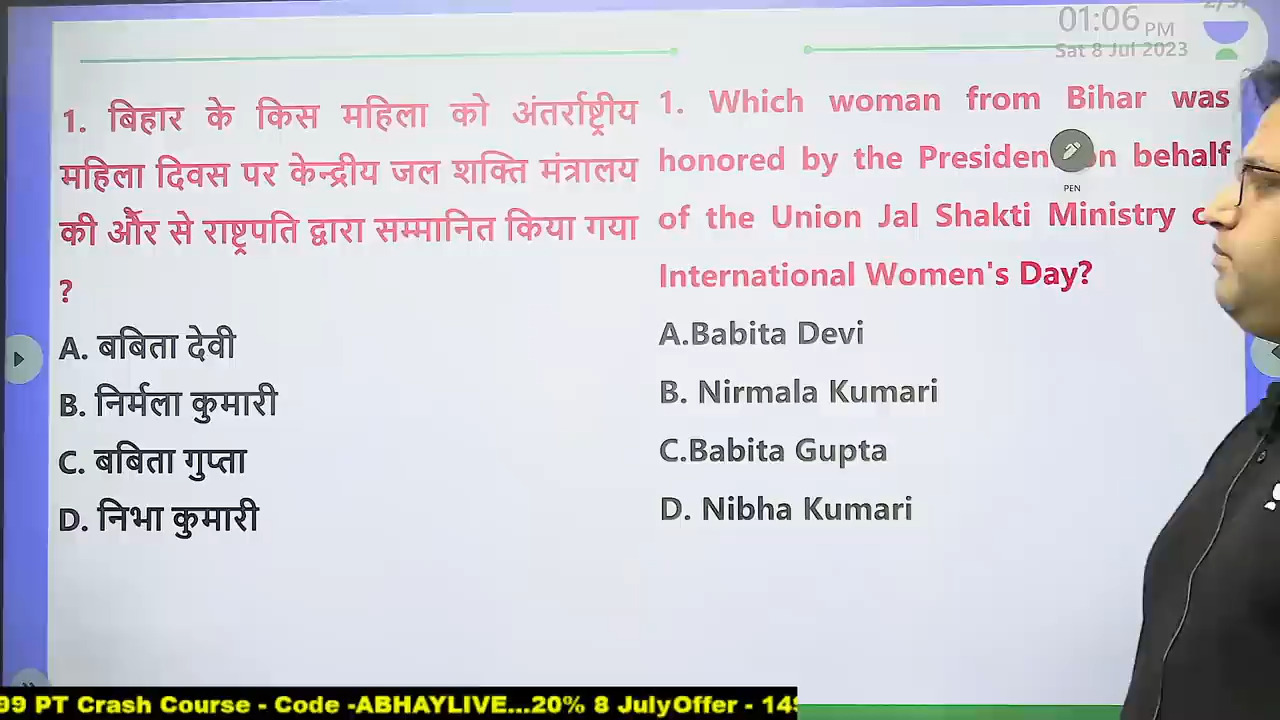 01:06 PM
Sat 8 Jul 2023
1. बिहार के किस महिला को अंतर्राष्ट्रीय
महिला दिवस पर केन्द्रीय जल शक्ति मंत्रालय
की और से राष्ट्रपति द्वारा सम्मानित किया गया
?
A. बबिता देवी
B. निर्मला कुमारी
C. बबिता गुप्ता
D. निभा कुमारी
1. Which woman from Bihar was
honored by the Presiden n behalf
of the Union Jal Shakti Ministry
International Women's Day?
A.Babita Devi
B. Nirmala Kumari
C.Babita Gupta
D. Nibha Kumari
PEN
99 PT Crash Course - Code -ABHAYLIVE...20% 8 JulyOffer - 149